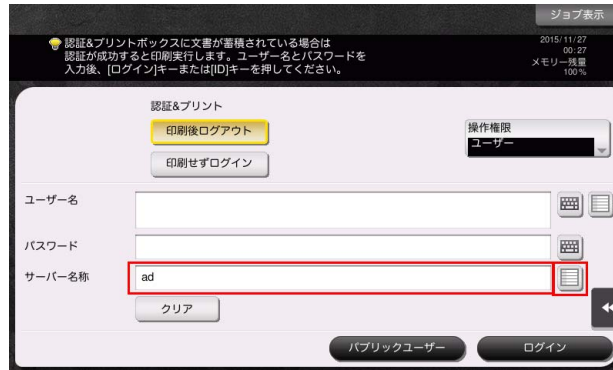 ジョブ表示
認証&プリントボックスに文書が蓄積されている場合は
認証が成功すると印刷実行します。ユーザー名とパスワードを
入力後、[ログイン]キーまたは[ID]キーを押してください。
2015/11/27
00:27
メモリー残量
100%
認証&プリント
印刷後ログアウト
印刷せずログイン
操作権限
ユーザー
ユーザー名
パスワード
サーバー名称
ad
クリア
パブリックユーザー
ログイン